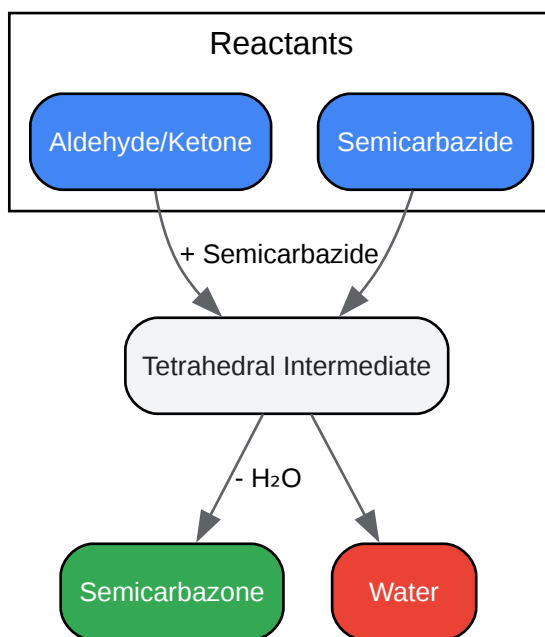 Reactants
Aldehyde/Ketone
Semicarbazide
+ Semicarbazide
Tetrahedral Intermediate
- H₂O
Semicarbazone
Water